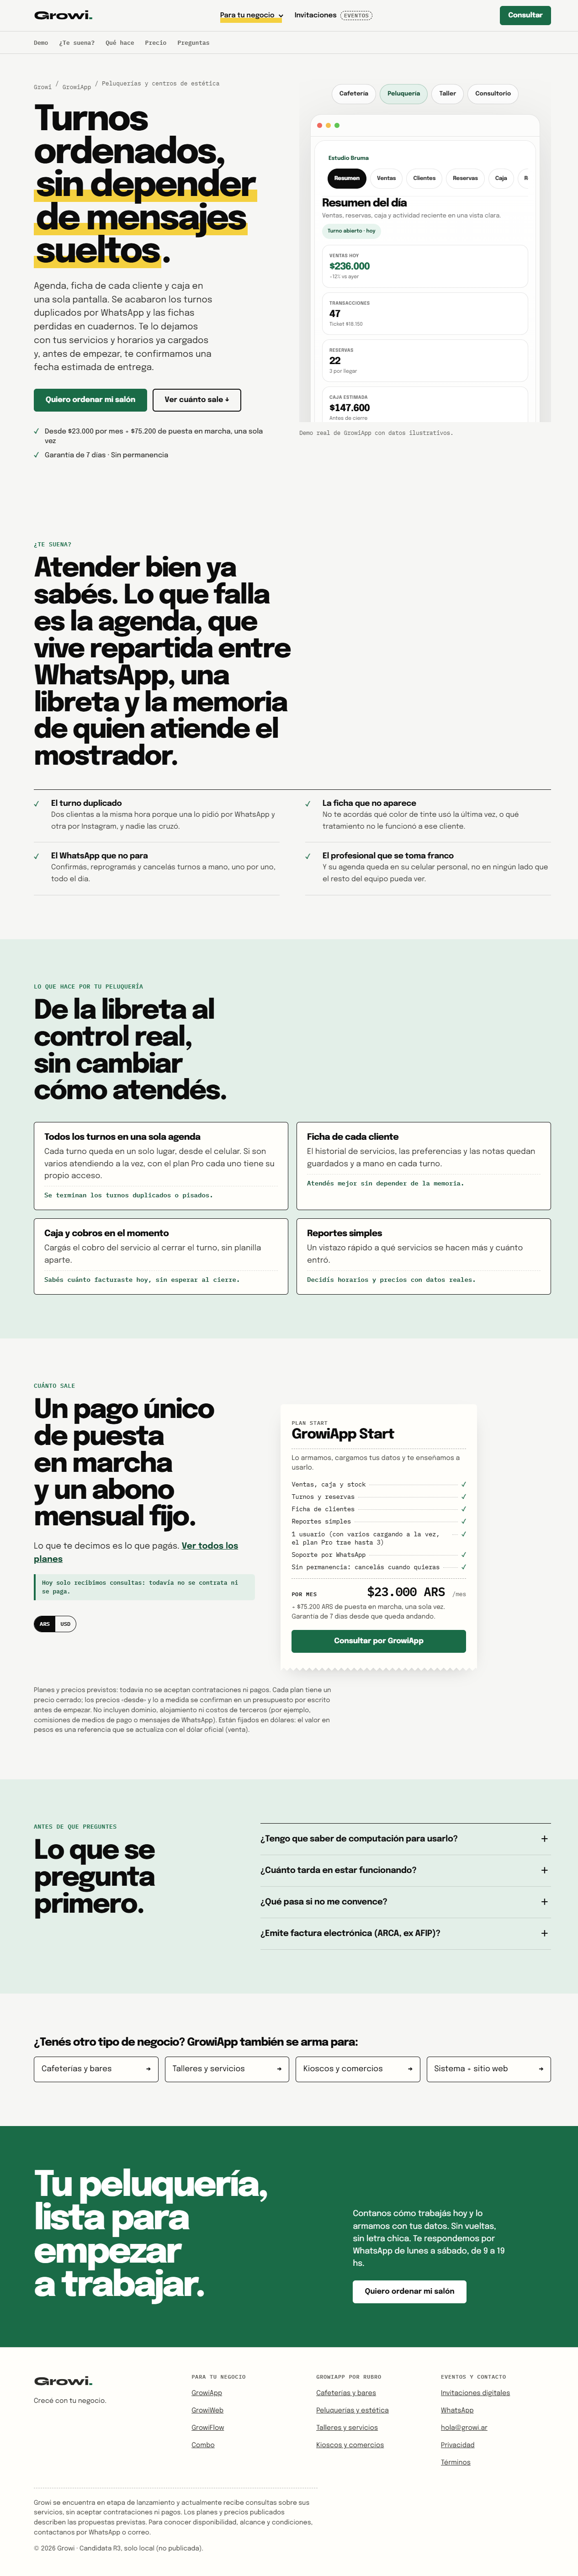 Growi.
Para tu negocio
Invitaciones EVENTOS
Consultar
Demo ¿Te suena? Qué hace Precio Preguntas
Growi / GrowiApp / Peluquerías y centros de estética
Turnos
ordenados,
sin depender
de mensajes
sueltos.
Agenda, ficha de cada cliente y caja en
una sola pantalla. Se acabaron los turnos
duplicados por WhatsApp y las fichas
perdidas en cuadernos. Te lo dejamos
con tus servicios y horarios ya cargados
y, antes de empezar, te confirmamos una
fecha estimada de entrega.
Quiero ordenar mi salón
Ver cuánto sale ↓
✓ Desde $23.000 por mes + $75.200 de puesta en marcha, una sola
vez
✓ Garantía de 7 días · Sin permanencia
Cafetería Peluquería Taller Consultorio
Estudio Bruma
Resumen Ventas Clientes Reservas Caja R
Resumen del día
Ventas, reservas, caja y actividad reciente en una vista clara.
Turno abierto · hoy
VENTAS HOY
$236.000
+12% vs ayer
TRANSACCIONES
47
Ticket $18.150
RESERVAS
22
3 por llegar
CAJA ESTIMADA
$147.600
Antes de cierre
Demo real de GrowiApp con datos ilustrativos.
¿TE SUENA?
Atender bien ya
sabés. Lo que falla
es la agenda, que
vive repartida entre
WhatsApp, una
libreta y la memoria
de quien atiende el
mostrador.
✓ El turno duplicado
Dos clientas a la misma hora porque una lo pidió por WhatsApp y
otra por Instagram, y nadie las cruzó.
✓ La ficha que no aparece
No te acordás qué color de tinte usó la última vez, o qué
tratamiento no le funcionó a ese cliente.
✓ El WhatsApp que no para
Confirmás, reprogramás y cancelás turnos a mano, uno por uno,
todo el día.
✓ El profesional que se toma franco
Y su agenda queda en su celular personal, no en ningún lado que
el resto del equipo pueda ver.
LO QUE HACE POR TU PELUQUERÍA
De la libreta al
control real,
sin cambiar
cómo atendés.
Todos los turnos en una sola agenda
Cada turno queda en un solo lugar, desde el celular. Si son
varios atendiendo a la vez, con el plan Pro cada uno tiene su
propio acceso.
Se terminan los turnos duplicados o pisados.
Ficha de cada cliente
El historial de servicios, las preferencias y las notas quedan
guardados y a mano en cada turno.
Atendés mejor sin depender de la memoria.
Caja y cobros en el momento
Cargás el cobro del servicio al cerrar el turno, sin planilla
aparte.
Sabés cuánto facturaste hoy, sin esperar al cierre.
Reportes simples
Un vistazo rápido a qué servicios se hacen más y cuánto
entró.
Decidís horarios y precios con datos reales.
CUÁNTO SALE
Un pago único
de puesta
en marcha
y un abono
mensual fijo.
Lo que te decimos es lo que pagás. Ver todos los
planes
Hoy solo recibimos consultas: todavía no se contrata ni
se paga.
ARS USD
PLAN START
GrowiApp Start
Lo armamos, cargamos tus datos y te enseñamos a
usarlo.
Ventas, caja y stock ✓
Turnos y reservas ✓
Ficha de clientes ✓
Reportes simples ✓
1 usuario (con varios cargando a la vez, ✓
el plan Pro trae hasta 3)
Soporte por WhatsApp ✓
Sin permanencia: cancelás cuando quieras ✓
POR MES $23.000 ARS /mes
+ $75.200 ARS de puesta en marcha, una sola vez.
Garantía de 7 días desde que queda andando.
Consultar por GrowiApp
Planes y precios previstos: todavía no se aceptan contrataciones ni pagos. Cada plan tiene un
precio cerrado; los precios «desde» y lo a medida se confirman en un presupuesto por escrito
antes de empezar. No incluyen dominio, alojamiento ni costos de terceros (por ejemplo,
comisiones de medios de pago o mensajes de WhatsApp). Están fijados en dólares: el valor en
pesos es una referencia que se actualiza con el dólar oficial (venta).
ANTES DE QUE PREGUNTES
Lo que se
pregunta
primero.
¿Tengo que saber de computación para usarlo? +
¿Cuánto tarda en estar funcionando? +
¿Qué pasa si no me convence? +
¿Emite factura electrónica (ARCA, ex AFIP)? +
¿Tenés otro tipo de negocio? GrowiApp también se arma para:
Cafeterías y bares →
Talleres y servicios →
Kioscos y comercios →
Sistema + sitio web →
Tu peluquería,
lista para
empezar
a trabajar.
Contanos cómo trabajás hoy y lo
armamos con tus datos. Sin vueltas,
sin letra chica. Te respondemos por
WhatsApp de lunes a sábado, de 9 a 19
hs.
Quiero ordenar mi salón
Growi.
Crecé con tu negocio.
PARA TU NEGOCIO
GrowiApp
GrowiWeb
GrowiFlow
Combo
GROWIAPP POR RUBRO
Cafeterías y bares
Peluquerías y estética
Talleres y servicios
Kioscos y comercios
EVENTOS Y CONTACTO
Invitaciones digitales
WhatsApp
hola@growi.ar
Privacidad
Términos
Growi se encuentra en etapa de lanzamiento y actualmente recibe consultas sobre sus
servicios, sin aceptar contrataciones ni pagos. Los planes y precios publicados
describen las propuestas previstas. Para conocer disponibilidad, alcance y condiciones,
contactanos por WhatsApp o correo.
© 2026 Growi · Candidata R3, solo local (no publicada).